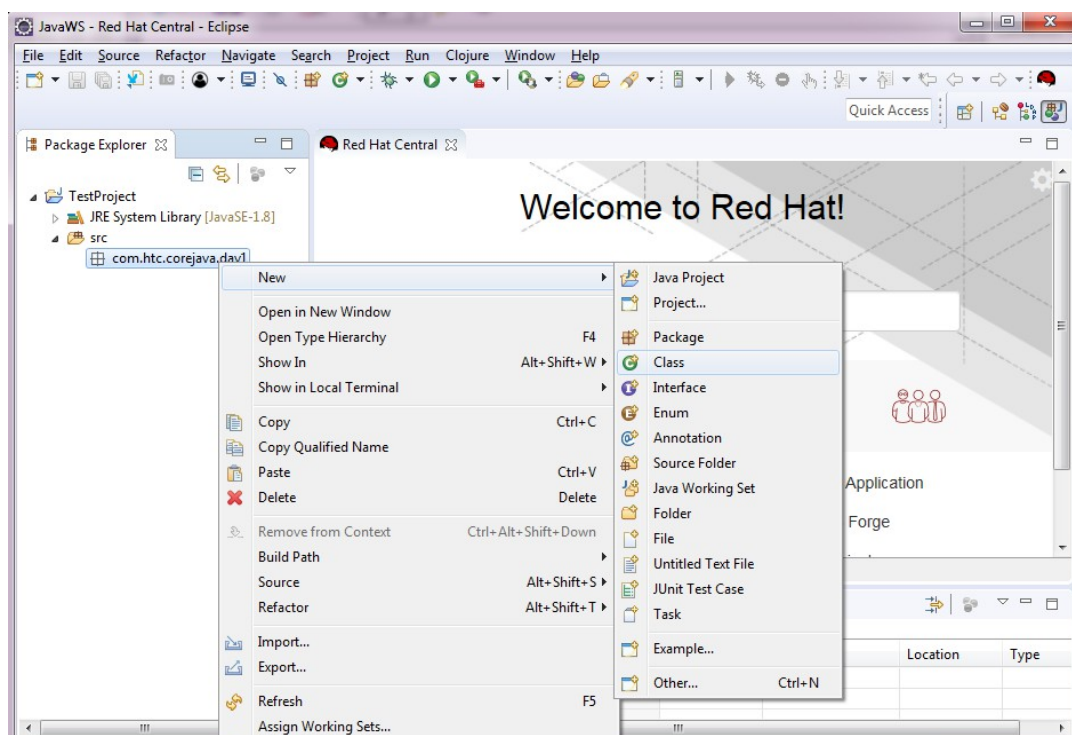 JavaWS - Red Hat Central - Eclipse
File Edit Source Refactor Navigate Search Project Run Clojure Window Help
Quick Access
Package Explorer
Red Hat Central
TestProject
JRE System Library [JavaSE-1.8]
src
com.htc.corejava.day1
Welcome to Red Hat!
New
Open in New Window
Open Type Hierarchy F4
Show In Alt+Shift+W
Show in Local Terminal
Copy Ctrl+C
Copy Qualified Name
Paste Ctrl+V
Delete Delete
Remove from Context Ctrl+Alt+Shift+Down
Build Path
Source Alt+Shift+S
Refactor Alt+Shift+T
Import...
Export...
Refresh F5
Assign Working Sets...
Java Project
Project...
Package
Class
Interface
Enum
Annotation
Source Folder
Java Working Set
Folder
File
Untitled Text File
JUnit Test Case
Task
Example...
Other... Ctrl+N
Application
Forge
Location Type